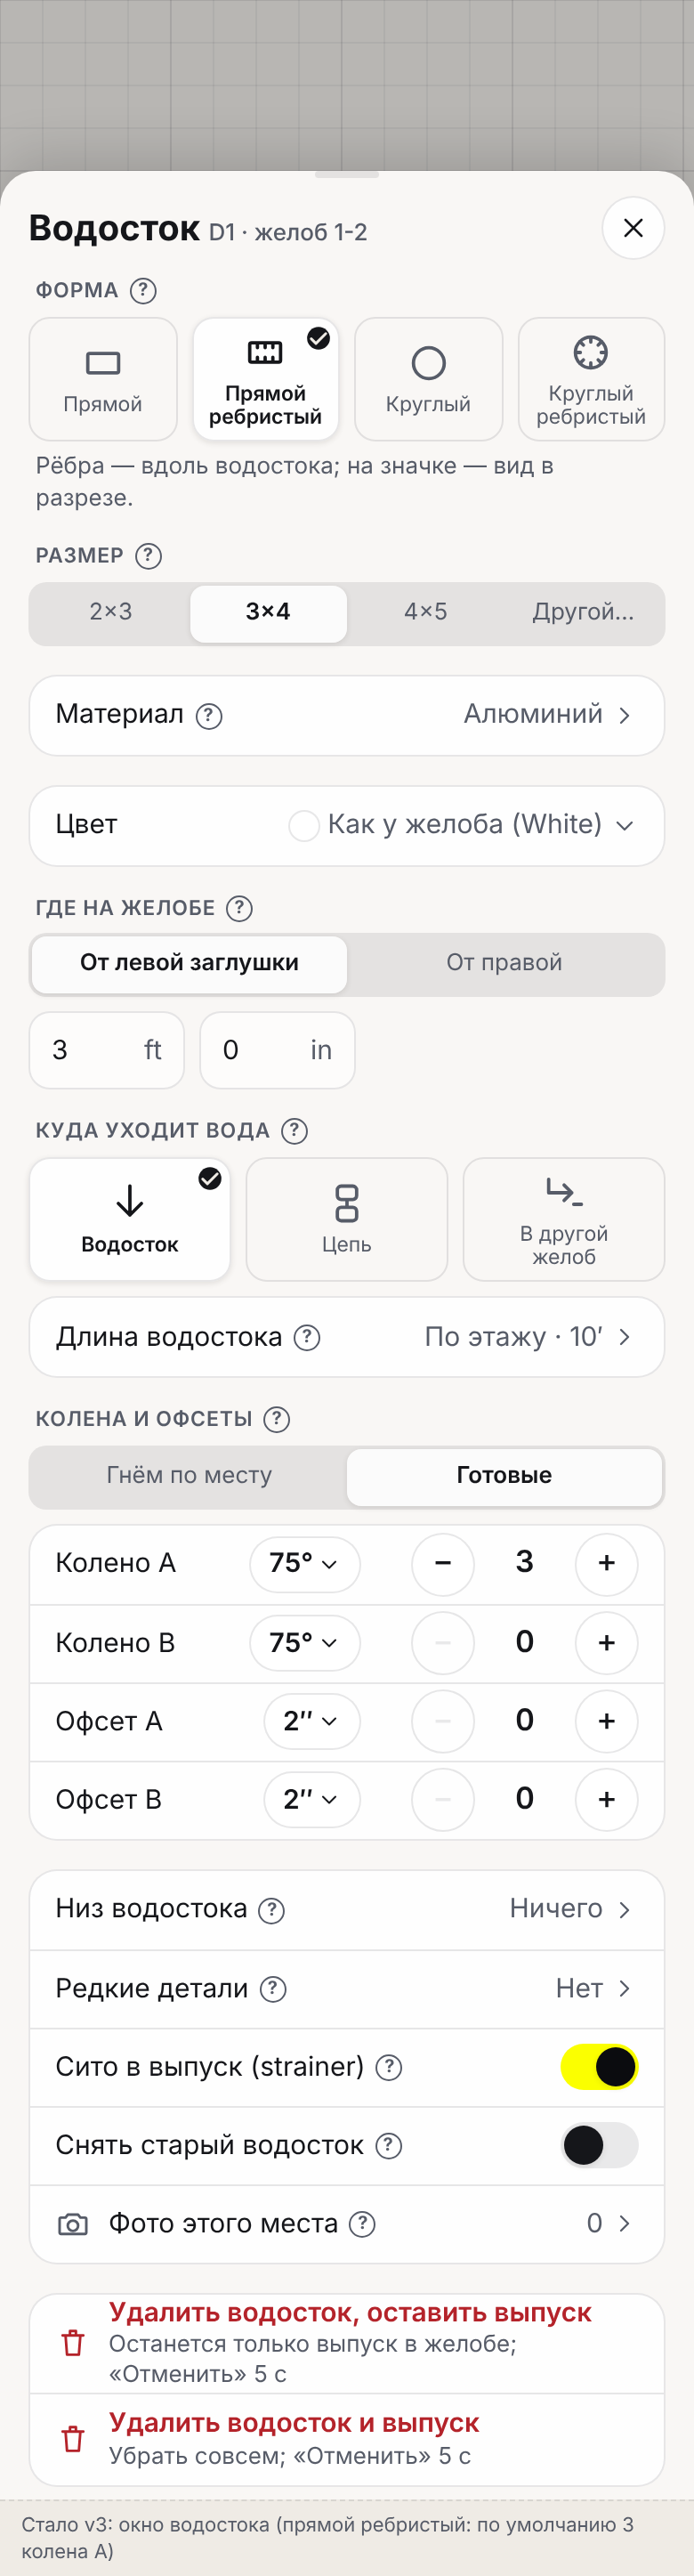 Водосток D1 · желоб 1-2
ФОРМА ?
Прямой
Прямой
ребристый
Круглый
Круглый
ребристый
Рёбра — вдоль водостока; на значке — вид в
разрезе.
РАЗМЕР ?
2×3 3×4 4×5 Другой...
Материал ? Алюминий
Цвет Как у желоба (White)
ГДЕ НА ЖЕЛОБЕ ?
От левой заглушки От правой
3 ft 0 in
КУДА УХОДИТ ВОДА ?
Водосток
Цепь
В другой
желоб
Длина водостока ? По этажу · 10′
КОЛЕНА И ОФСЕТЫ ?
Гнём по месту Готовые
Колено A 75° − 3 +
Колено B 75° − 0 +
Офсет A 2″ − 0 +
Офсет B 2″ − 0 +
Низ водостока ? Ничего
Редкие детали ? Нет
Сито в выпуск (strainer) ?
Снять старый водосток ?
Фото этого места ? 0
Удалить водосток, оставить выпуск
Останется только выпуск в желобе;
«Отменить» 5 с
Удалить водосток и выпуск
Убрать совсем; «Отменить» 5 с
Стало v3: окно водостока (прямой ребристый: по умолчанию 3
колена A)